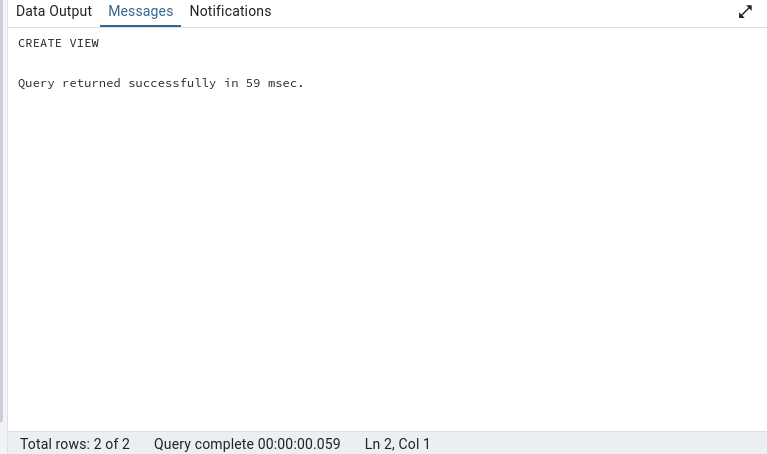 Data Output Messages Notifications
CREATE VIEW
Query returned successfully in 59 msec.
Total rows: 2 of 2 Query complete 00:00:00.059 Ln 2, Col 1